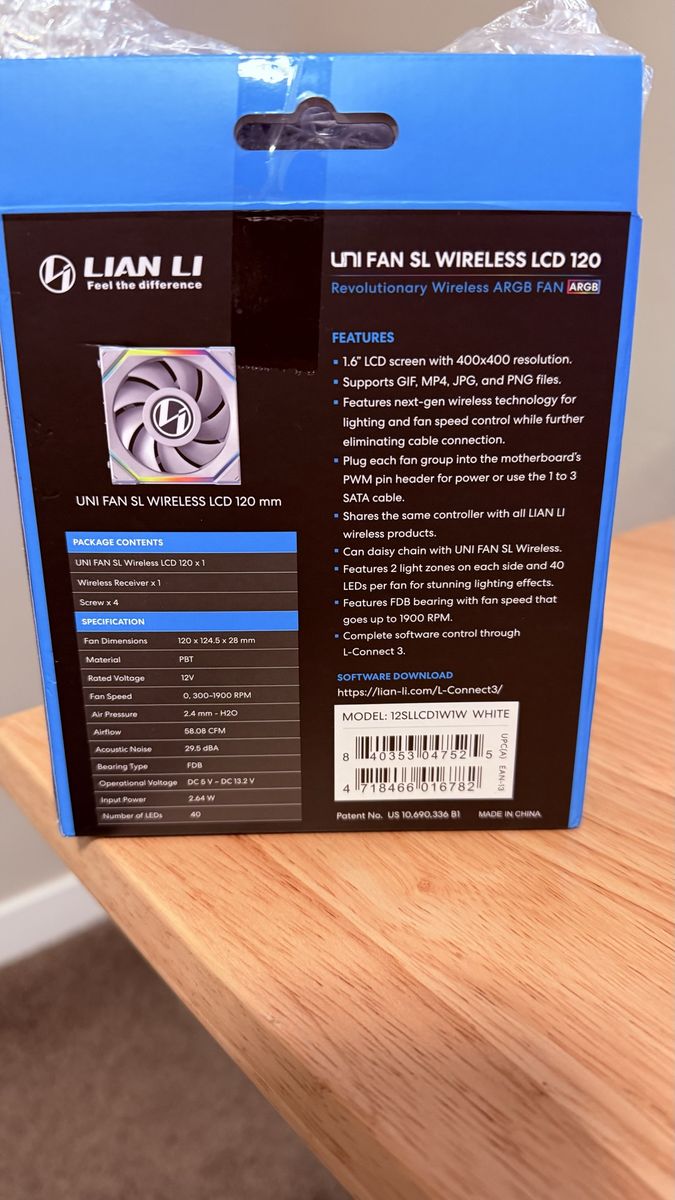 LIAN LI
Feel the difference
UNI FAN SL WIRELESS LCD 120 mm
PACKAGE CONTENTS
UNI FAN SL Wireless LCD 120 x 1
Wireless Receiver x 1
Screw x 4
SPECIFICATION
Fan Dimensions 120 x 124.5 x 28 mm
Material PBT
Rated Voltage 12V
Fan Speed 0, 300~1900 RPM
Air Pressure 2.4 mm - H2O
Airflow 58.08 CFM
Acoustic Noise 29.5 dBA
Bearing Type FDB
Operational Voltage DC 5 V ~ DC 13.2 V
Input Power 2.64 W
Number of LEDs 40
UNI FAN SL WIRELESS LCD 120
Revolutionary Wireless ARGB FAN ARGB
FEATURES
▪ 1.6" LCD screen with 400x400 resolution.
▪ Supports GIF, MP4, JPG, and PNG files.
▪ Features next-gen wireless technology for
lighting and fan speed control while further
eliminating cable connection.
▪ Plug each fan group into the motherboard's
PWM pin header for power or use the 1 to 3
SATA cable.
▪ Shares the same controller with all LIAN LI
wireless products.
▪ Can daisy chain with UNI FAN SL Wireless.
▪ Features 2 light zones on each side and 40
LEDs per fan for stunning lighting effects.
▪ Features FDB bearing with fan speed that
goes up to 1900 RPM.
▪ Complete software control through
L-Connect 3.
SOFTWARE DOWNLOAD
https://lian-li.com/L-Connect3/
MODEL: 12SLLCD1W1W WHITE
8 40353 04752 5
UPC(A)
4 718466 016782
EAN-13
Patent No. US 10,690,336 B1 MADE IN CHINA